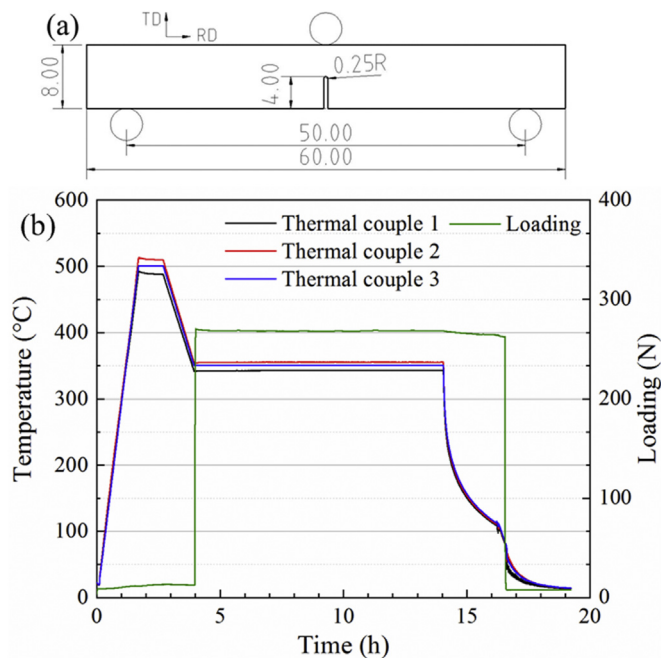 (a)
TD
RD
8.00
4.00
0.25R
50.00
60.00
(b)
600
500
400
300
200
100
0
Temperature (°C)
400
300
200
100
0
Loading (N)
Thermal couple 1
Loading
Thermal couple 2
Thermal couple 3
0
5
10
15
20
Time (h)